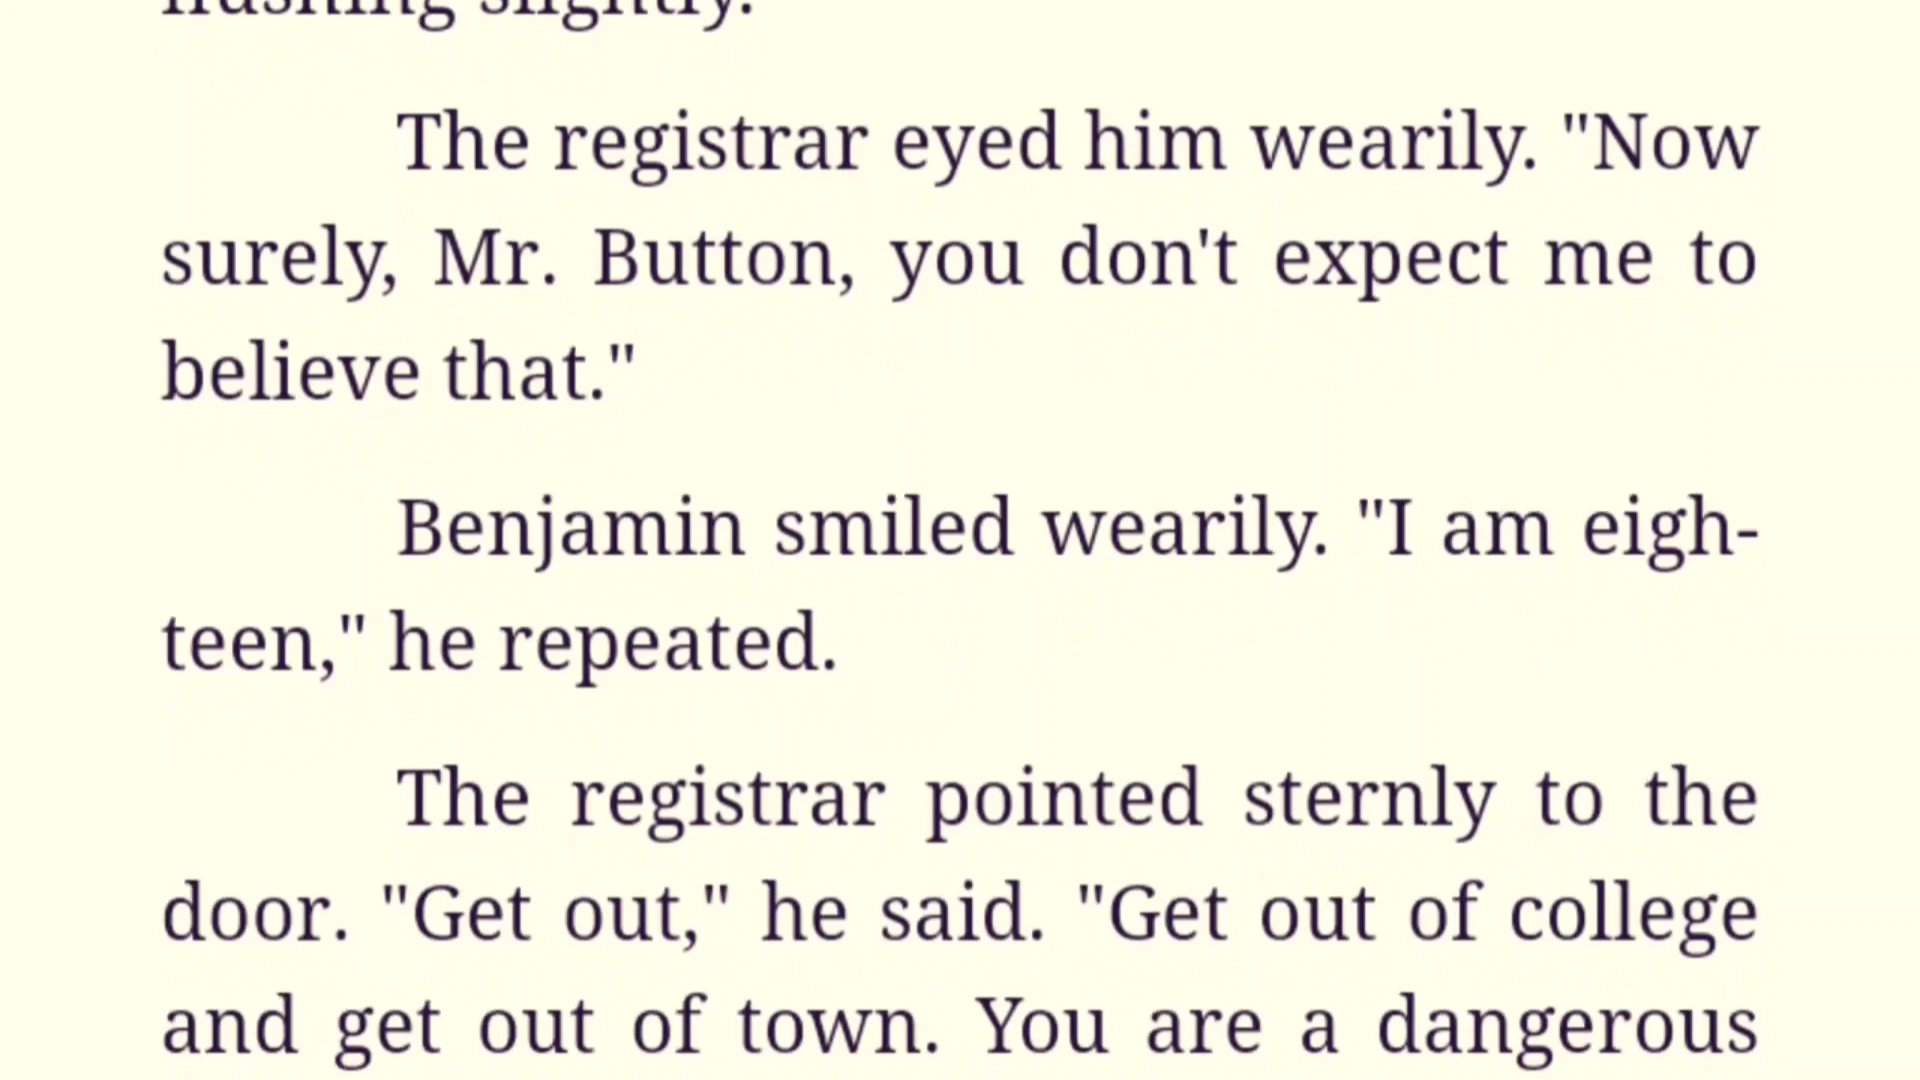 flushing slightly.
The registrar eyed him wearily. "Now
surely, Mr. Button, you don't expect me to
believe that."
Benjamin smiled wearily. "I am eigh-
teen," he repeated.
The registrar pointed sternly to the
door. "Get out," he said. "Get out of college
and get out of town. You are a dangerous